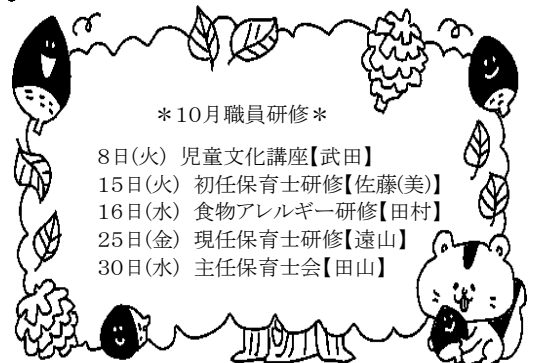 ＊10月職員研修＊
8日(火) 児童文化講座【武田】
15日(火) 初任保育士研修【佐藤(美)】
16日(水) 食物アレルギー研修【田村】
25日(金) 現任保育士研修【遠山】
30日(水) 主任保育士会【田山】